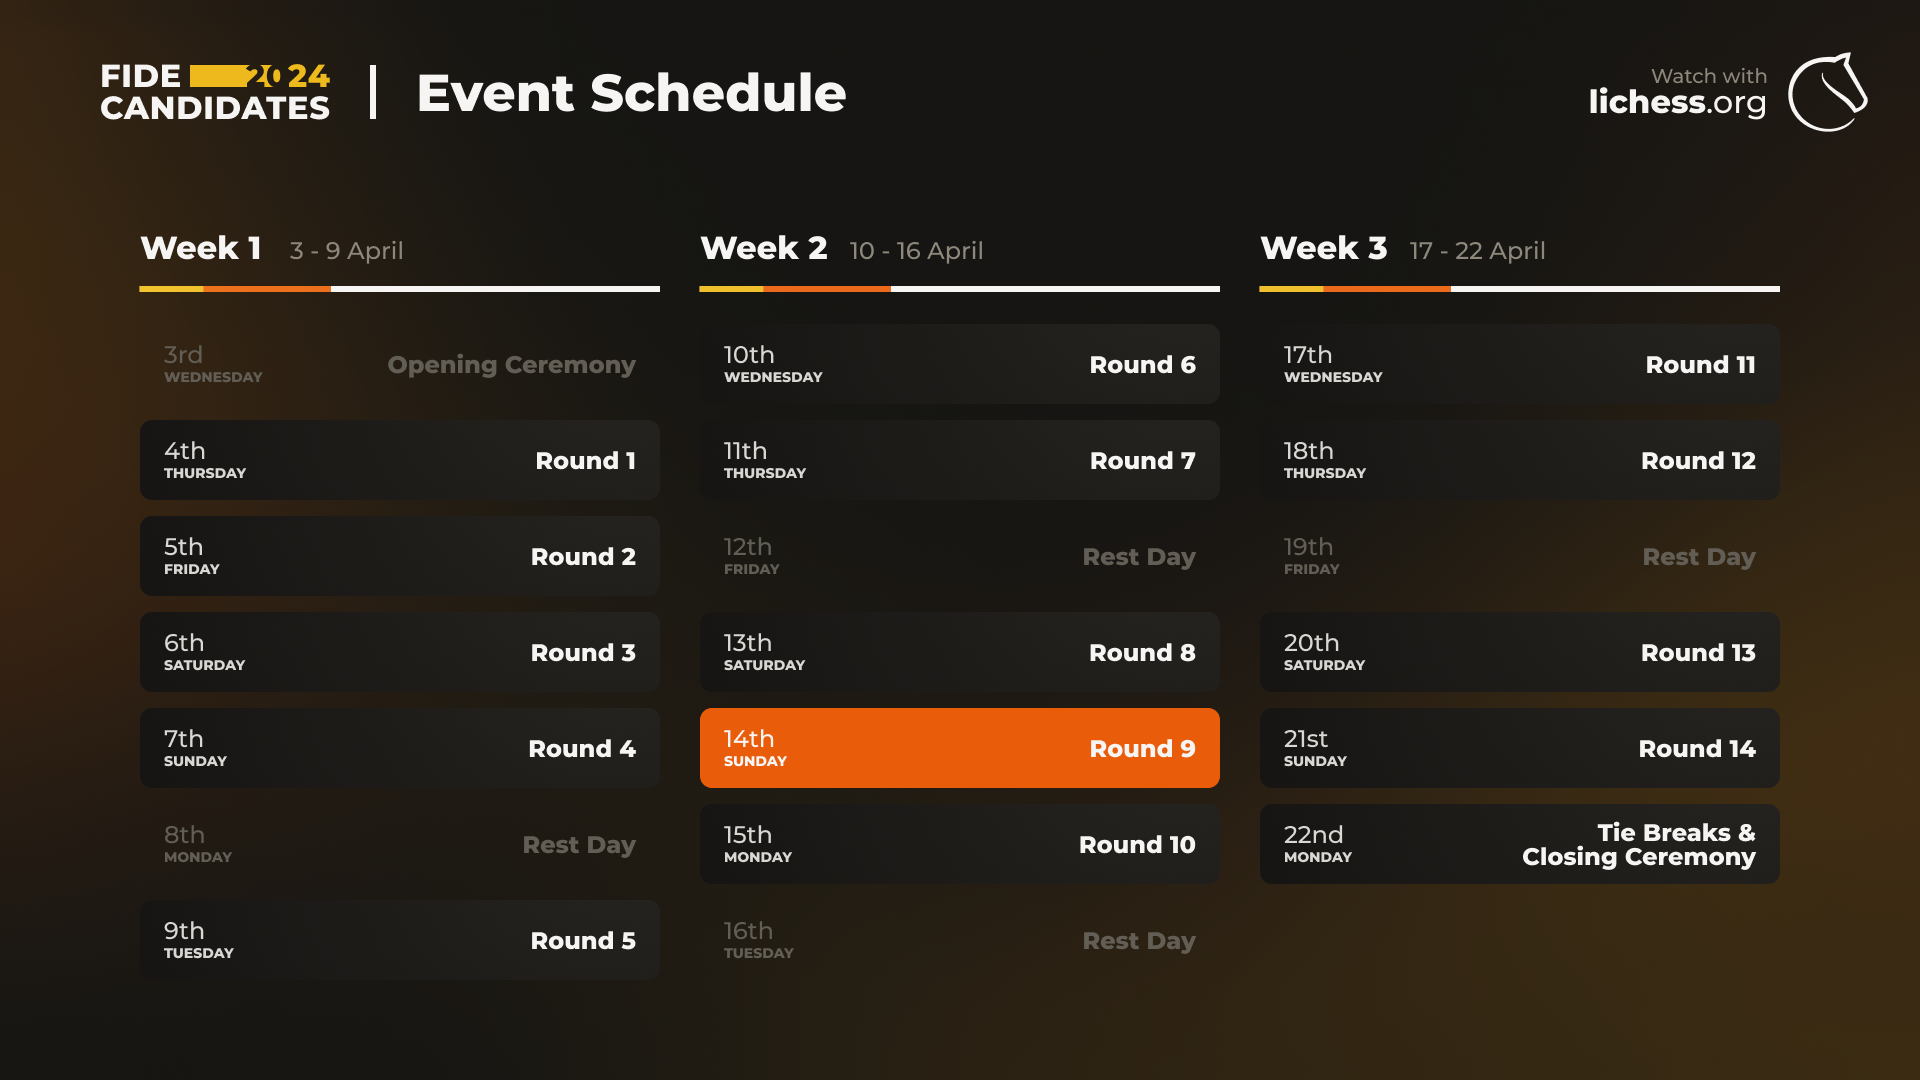 FIDE 2024
CANDIDATES
Event Schedule
Watch with
lichess.org
Week 1 3 - 9 April
3rd
WEDNESDAY
Opening Ceremony
4th
THURSDAY
Round 1
5th
FRIDAY
Round 2
6th
SATURDAY
Round 3
7th
SUNDAY
Round 4
8th
MONDAY
Rest Day
9th
TUESDAY
Round 5
Week 2 10 - 16 April
10th
WEDNESDAY
Round 6
11th
THURSDAY
Round 7
12th
FRIDAY
Rest Day
13th
SATURDAY
Round 8
14th
SUNDAY
Round 9
15th
MONDAY
Round 10
16th
TUESDAY
Rest Day
Week 3 17 - 22 April
17th
WEDNESDAY
Round 11
18th
THURSDAY
Round 12
19th
FRIDAY
Rest Day
20th
SATURDAY
Round 13
21st
SUNDAY
Round 14
22nd
MONDAY
Tie Breaks &
Closing Ceremony